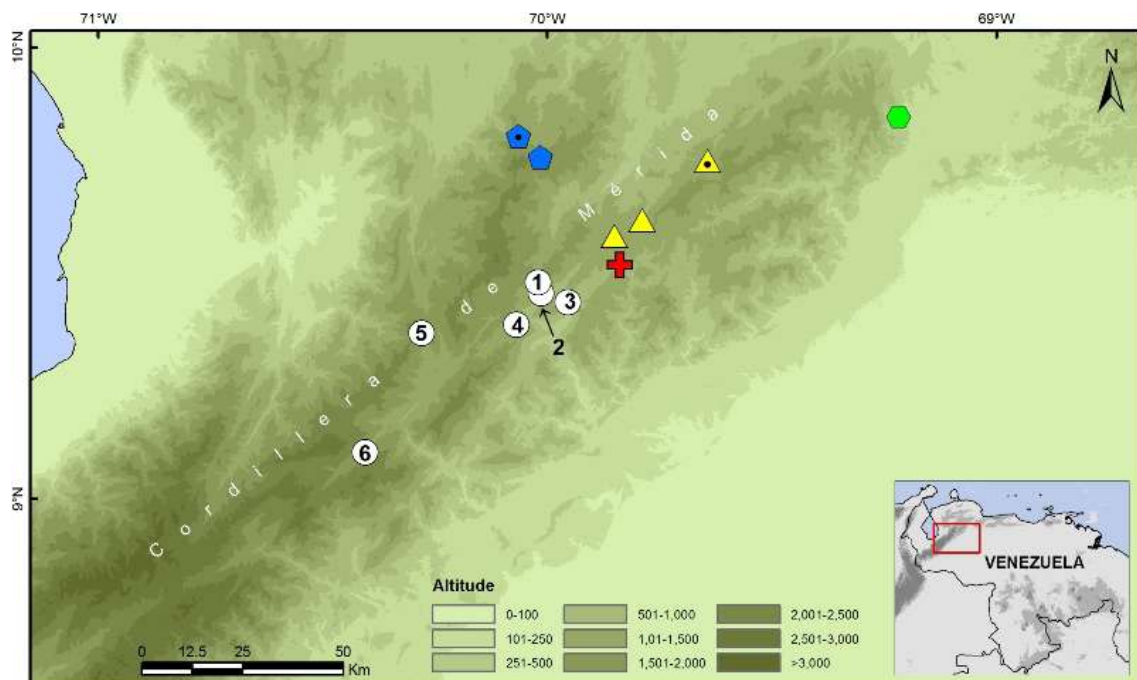 71°W 70°W 69°W
10°N
N
Cordillera de Mérida
1
3
4
2
5
6
9°N
VENEZUELA
Altitude
0-100 501-1,000 2,001-2,500
101-250 1,01-1,500 2,501-3,000
251-500 1,501-2,000 >3,000
0 12.5 25 50
Km